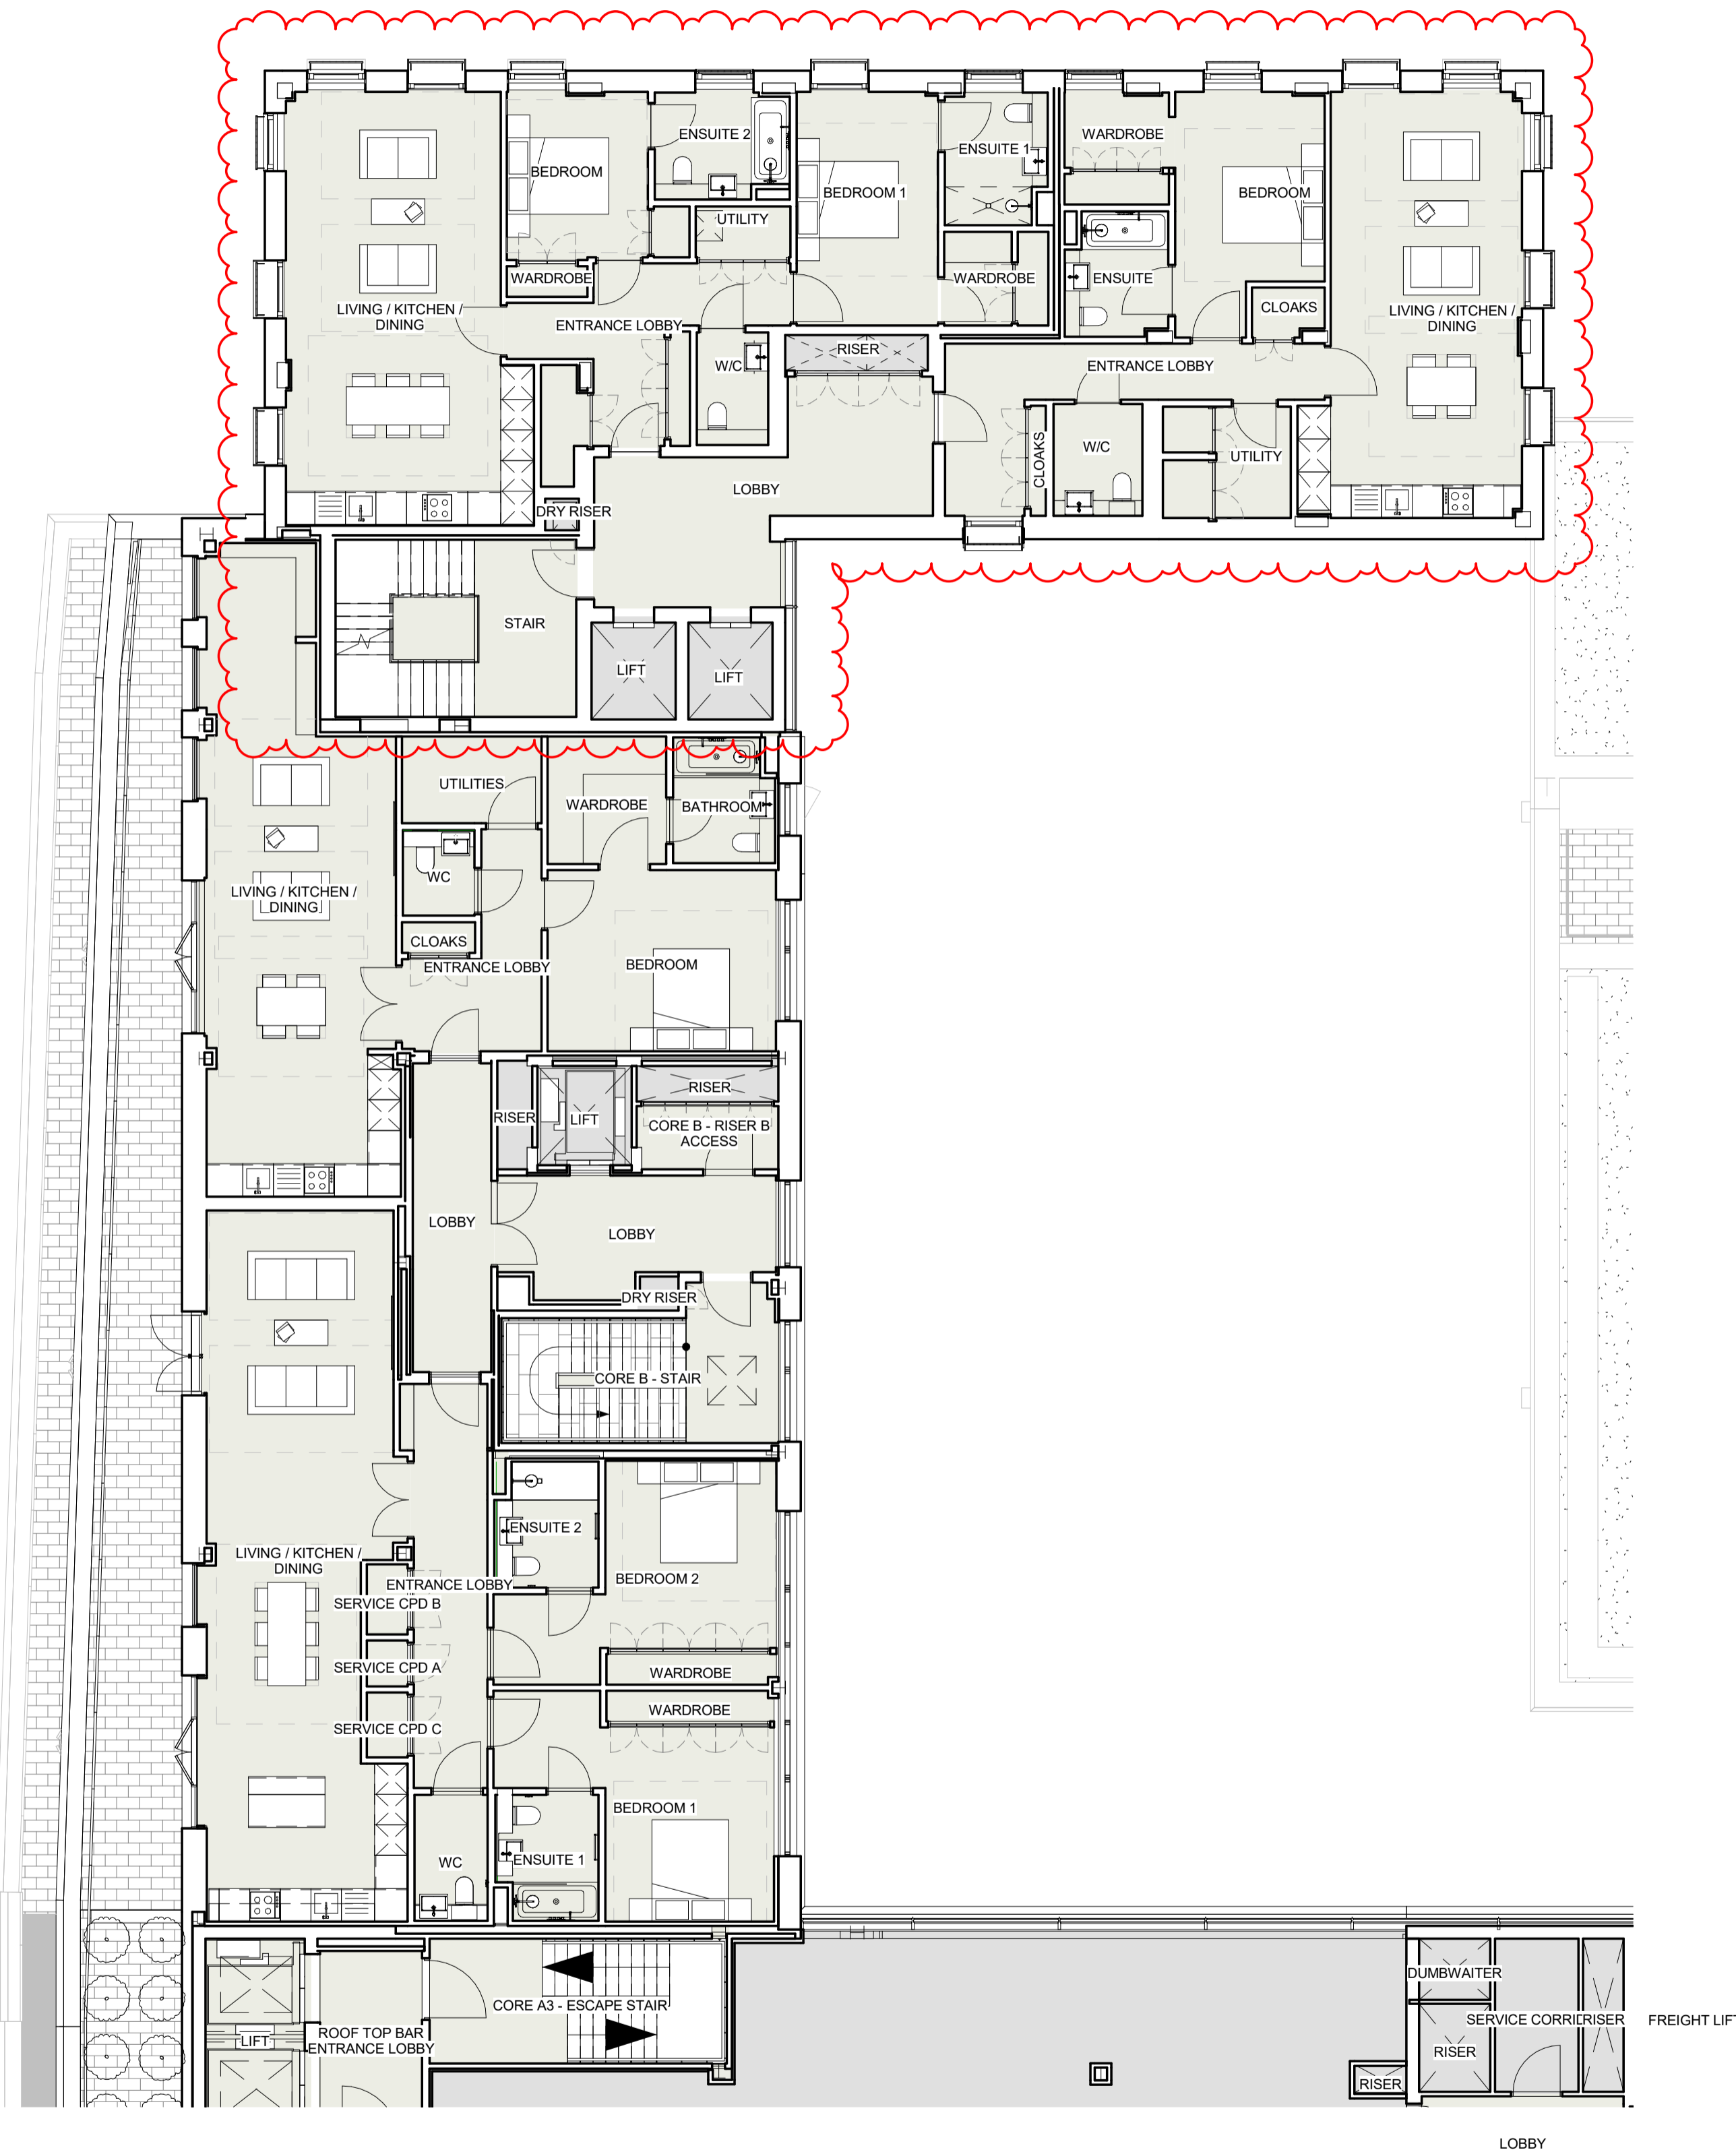 ENSUITE 2
WARDROBE
ENSUITE 1
BEDROOM
BEDROOM 1
BEDROOM
UTILITY
WARDROBE
WARDROBE
ENSUITE
CLOAKS
LIVING / KITCHEN /
DINING
LIVING / KITCHEN /
DINING
ENTRANCE LOBBY
RISER
W/C
ENTRANCE LOBBY
CLOAKS
W/C
UTILITY
LOBBY
DRY RISER
STAIR
LIFT
LIFT
UTILITIES
WARDROBE
BATHROOM
WC
LIVING / KITCHEN /
DINING
CLOAKS
ENTRANCE LOBBY
BEDROOM
RISER
RISER
LIFT
CORE B - RISER B
ACCESS
LOBBY
LOBBY
DRY RISER
CORE B - STAIR
ENSUITE 2
LIVING / KITCHEN /
DINING
BEDROOM 2
ENTRANCE LOBBY
SERVICE CPD B
SERVICE CPD A
WARDROBE
WARDROBE
SERVICE CPD C
BEDROOM 1
WC
ENSUITE 1
DUMBWAITER
CORE A3 - ESCAPE STAIR
SERVICE CORRID
RISER
FREIGHT LIF
ROOF TOP BAR
ENTRANCE LOBBY
LIFT
RISER
RISER
LOBBY